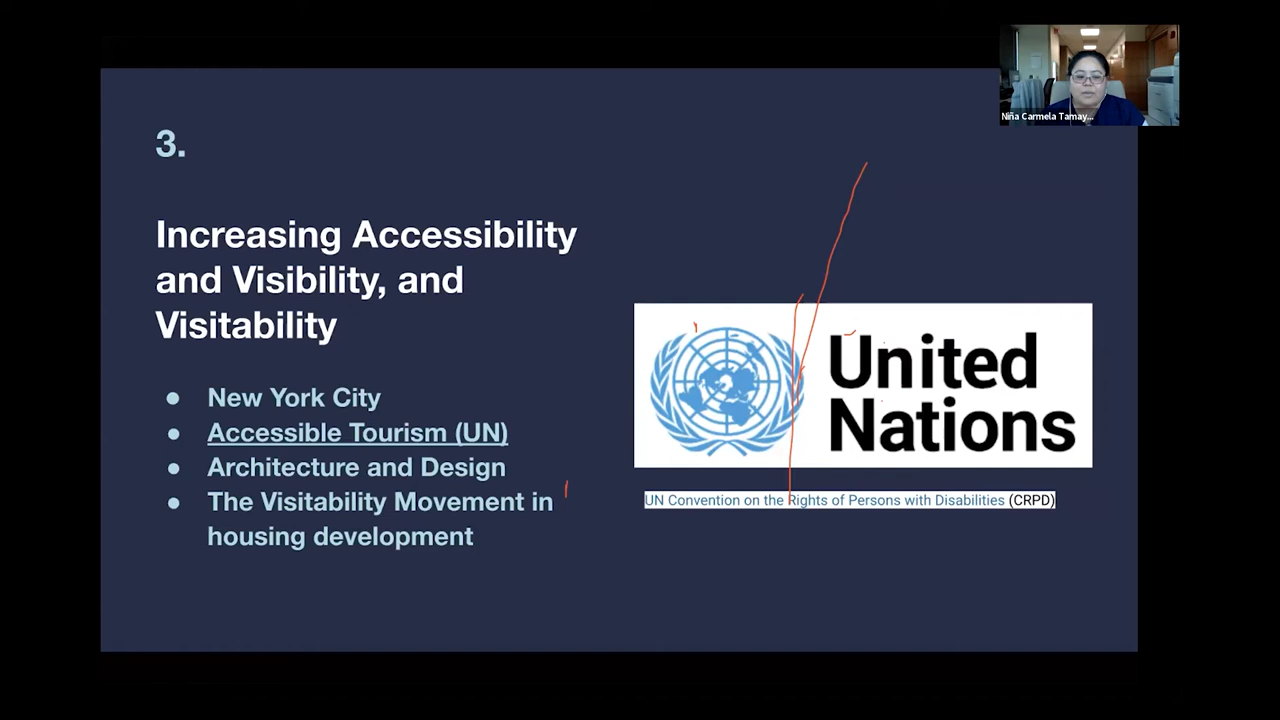 Niña Carmela Tamay...
3.
Increasing Accessibility
and Visibility, and
Visitability
● New York City
● Accessible Tourism (UN)
● Architecture and Design
● The Visitability Movement in
housing development
United
Nations
UN Convention on the Rights of Persons with Disabilities (CRPD)